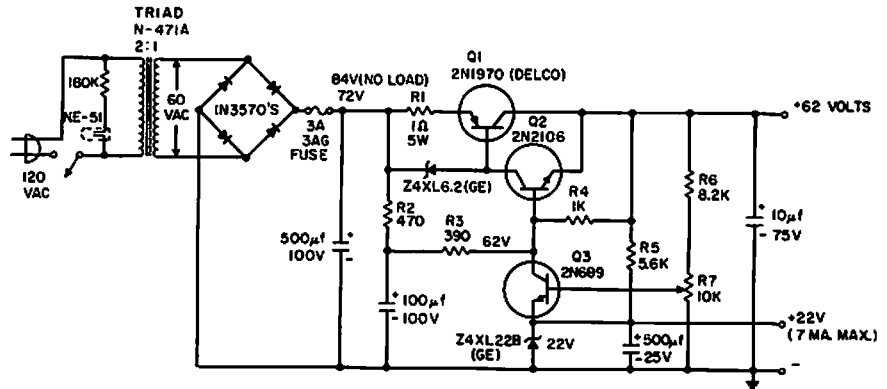 TRIAD
N-471A
2:1
180K
NE-51
120
VAC
60
VAC
1N3570'S
3A
3AG
FUSE
84V(NO LOAD)
72V
R1
1Ω
5W
Q1
2N1970 (DELCO)
Q2
2N2106
Z4XL6.2(GE)
R2
470
R3
390
62V
R4
1K
Q3
2N699
R5
5.6K
R6
8.2K
R7
10K
+
10μf
-75V
+62 VOLTS
+
500μf
100V
-
+
100μf
-100V
Z4XL22B
(GE)
22V
+
500μf
-25V
+22V
(7 MA. MAX.)
-